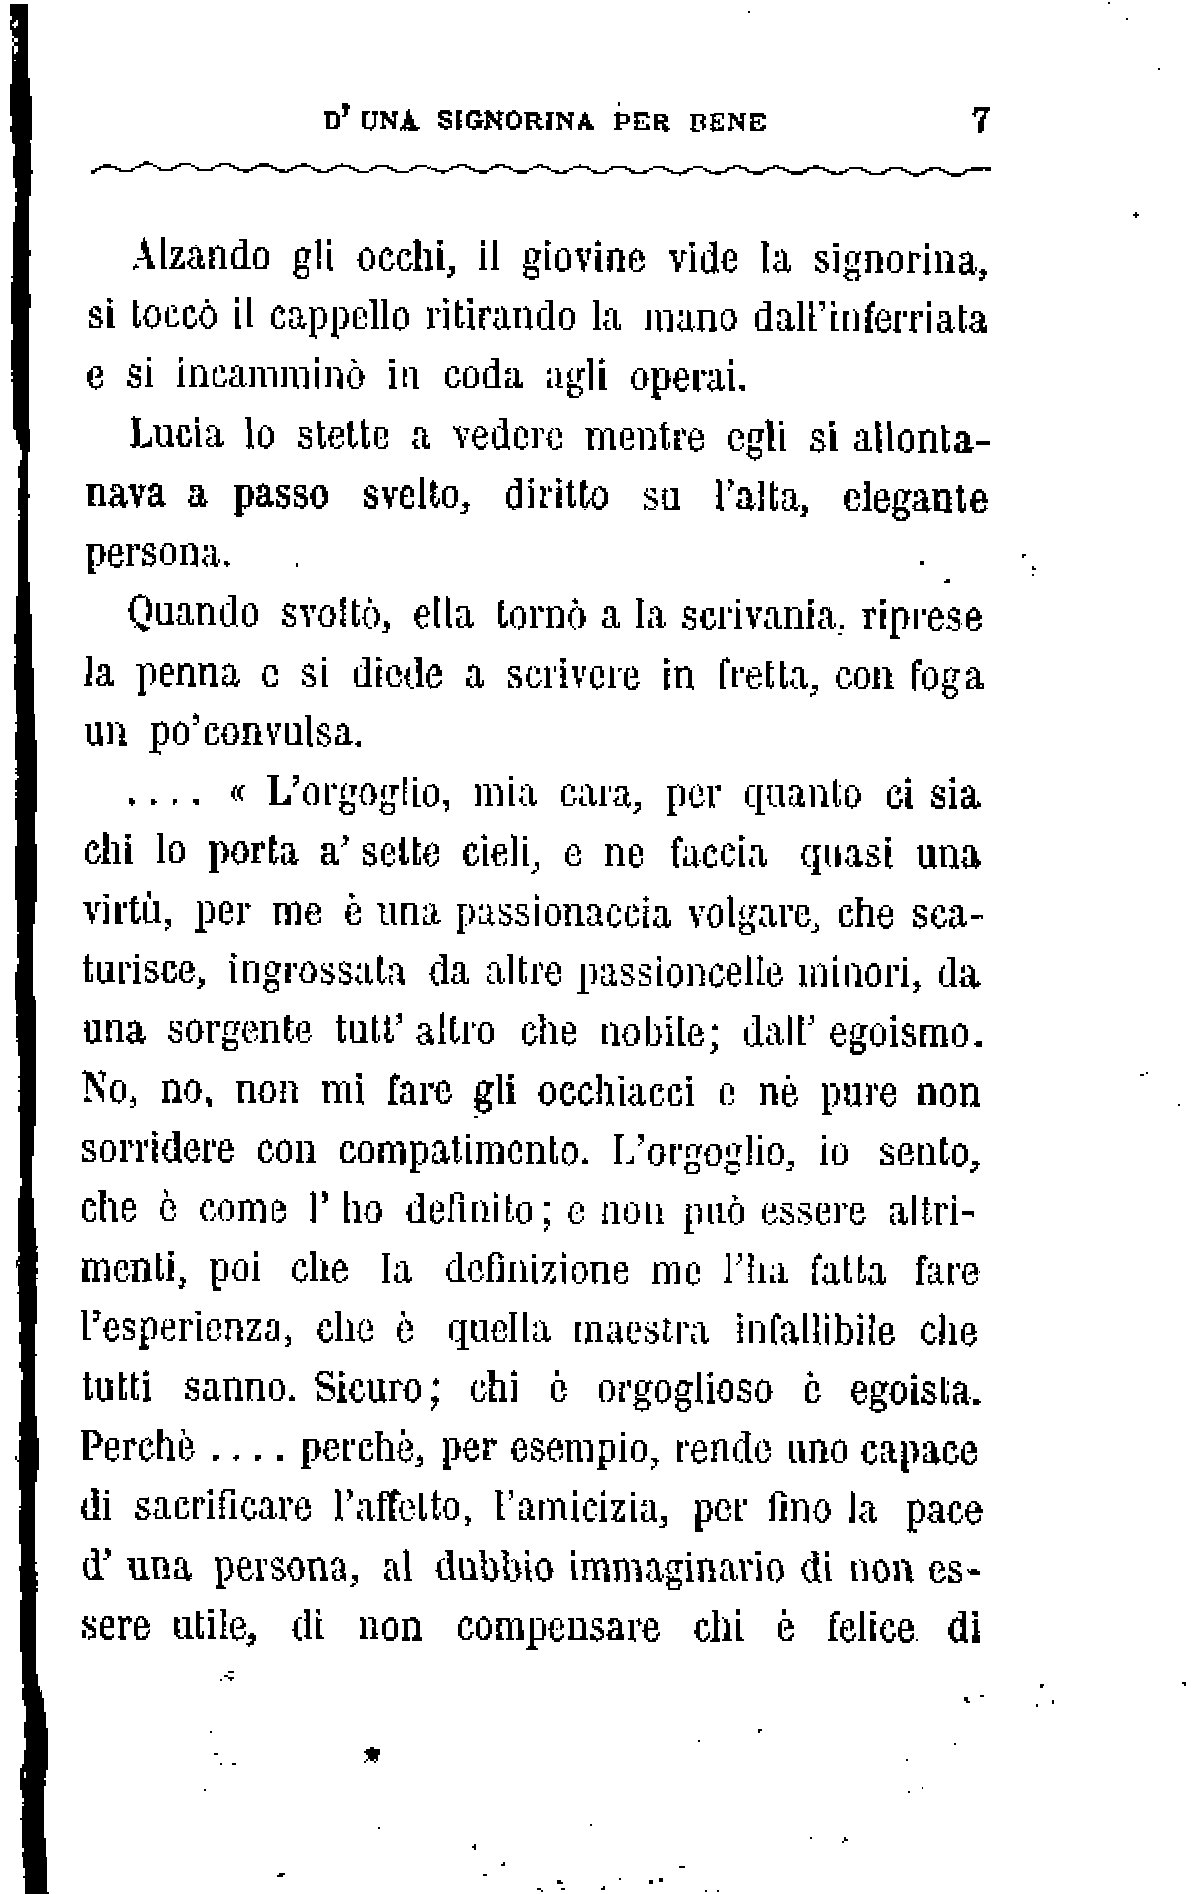 D' UNA SIGNORINA PER BENE 7
Alzando gli occhi, il giovine vide la signorina,
si toccò il cappello ritirando la mano dall'inferriata
e si incamminò in coda agli operai.
Lucia lo stette a vedere mentre egli si allonta-
nava a passo svelto, diritto su l'alta, elegante
persona.
Quando svoltò, ella tornò a la scrivania, riprese
la penna e si diede a scrivere in fretta, con foga
un po'convulsa.
.... « L'orgoglio, mia cara, per quanto ci sia
chi lo porta a' sette cieli, e ne faccia quasi una
virtù, per me è una passionaccia volgare, che sca-
turisce, ingrossata da altre passioncelle minori, da
una sorgente tutt' altro che nobile; dall' egoismo.
No, no, non mi fare gli occhiacci e nè pure non
sorridere con compatimento. L'orgoglio, io sento,
che è come l' ho definito; e non può essere altri-
menti, poi che la definizione me l'ha fatta fare
l'esperienza, che è quella maestra infallibile che
tutti sanno. Sicuro; chi è orgoglioso è egoista.
Perchè .... perchè, per esempio, rende uno capace
di sacrificare l'affetto, l'amicizia, per fino la pace
d' una persona, al dubbio immaginario di non es-
sere utile, di non compensare chi è felice di